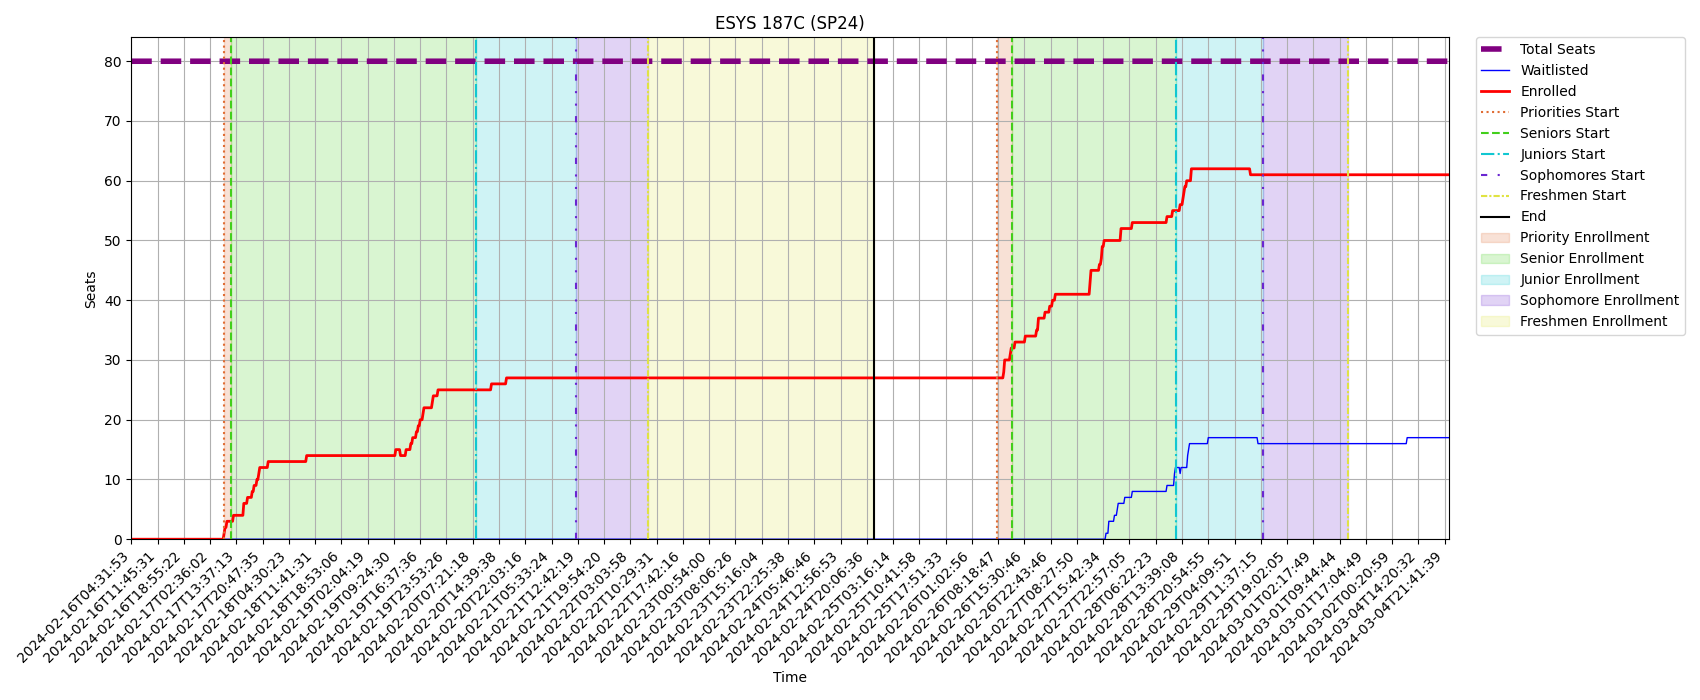 ESYS 187C (SP24)
Seats
80
70
60
50
40
30
20
10
0
2024-02-16T04:31:53
2024-02-16T11:45:31
2024-02-16T18:55:22
2024-02-17T02:36:02
2024-02-17T13:37:13
2024-02-17T20:47:35
2024-02-18T04:30:23
2024-02-18T11:41:31
2024-02-18T18:53:06
2024-02-19T02:04:19
2024-02-19T09:24:30
2024-02-19T16:37:36
2024-02-19T23:53:26
2024-02-20T07:21:18
2024-02-20T14:39:38
2024-02-20T22:03:16
2024-02-21T05:33:24
2024-02-21T12:42:19
2024-02-21T19:54:20
2024-02-22T03:03:58
2024-02-22T10:29:31
2024-02-22T17:42:16
2024-02-23T00:54:00
2024-02-23T08:06:26
2024-02-23T15:16:04
2024-02-23T22:25:38
2024-02-24T05:46:46
2024-02-24T12:56:53
2024-02-24T20:06:36
2024-02-25T03:16:14
2024-02-25T10:41:58
2024-02-25T17:51:33
2024-02-26T01:02:56
2024-02-26T08:18:47
2024-02-26T15:30:46
2024-02-26T22:43:46
2024-02-27T08:27:50
2024-02-27T15:42:34
2024-02-27T22:57:05
2024-02-28T06:22:23
2024-02-28T13:39:08
2024-02-28T20:54:55
2024-02-29T04:09:51
2024-02-29T11:37:15
2024-02-29T19:02:05
2024-03-01T02:17:49
2024-03-01T09:44:44
2024-03-01T17:04:49
2024-03-02T00:20:59
2024-03-04T14:20:32
2024-03-04T21:41:39
Time
Total Seats
Waitlisted
Enrolled
Priorities Start
Seniors Start
Juniors Start
Sophomores Start
Freshmen Start
End
Priority Enrollment
Senior Enrollment
Junior Enrollment
Sophomore Enrollment
Freshmen Enrollment